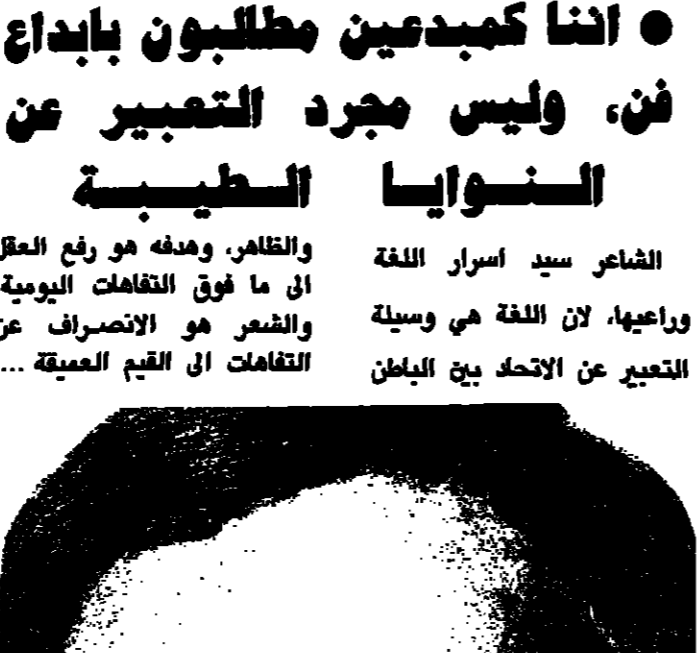 ● اننا كمبدعين مطالبون بابداع
فن، وليس مجرد التعبير عن
النوايا الطيبة
الشاعر سيد أسرار اللغة
وراعيها، لان اللغة هي وسيلة
التعبير عن الاتحاد بين الباطن
والظاهر، وهدفه هو رفع العقل
الى ما فوق التفاهات اليومية
والشعر هو الانصراف عن
التفاهات الى القيم العميقة ...